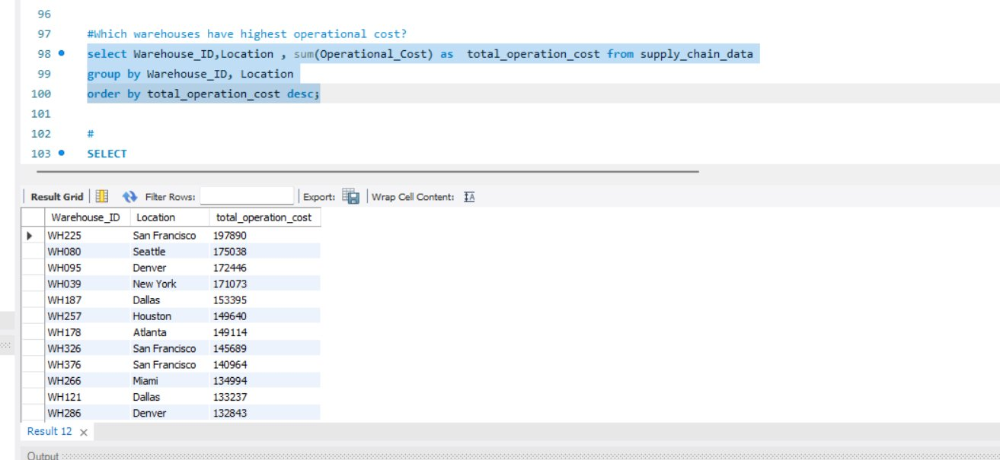 96
97 #Which warehouses have highest operational cost?
98 select Warehouse_ID,Location , sum(Operational_Cost) as total_operation_cost from supply_chain_data
99 group by Warehouse_ID, Location
100 order by total_operation_cost desc;
101
102 #
103 SELECT
Result Grid Filter Rows: Export: Wrap Cell Content: IA
Warehouse_ID Location total_operation_cost
WH225 San Francisco 197890
WH080 Seattle 175038
WH095 Denver 172446
WH039 New York 171073
WH187 Dallas 153395
WH257 Houston 149640
WH178 Atlanta 149114
WH326 San Francisco 145689
WH376 San Francisco 140964
WH266 Miami 134994
WH121 Dallas 133237
WH286 Denver 132843
Result 12 ×
Output